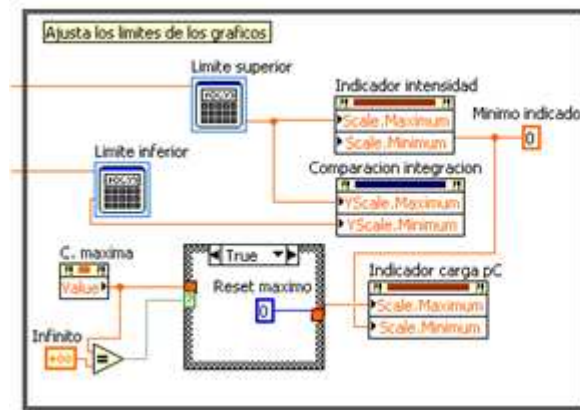 Ajusta los limites de los graficos
Limite superior
Indicador intensidad
Scale.Maximum
Scale.Minimum
Minimo indicado
0
Limite inferior
Comparacion integracion
YScale.Maximum
YScale.Minimum
C. maxima
Value
True
Reset maximo
0
Indicador carga pC
Scale.Maximum
Scale.Minimum
Infinito
+∞
=